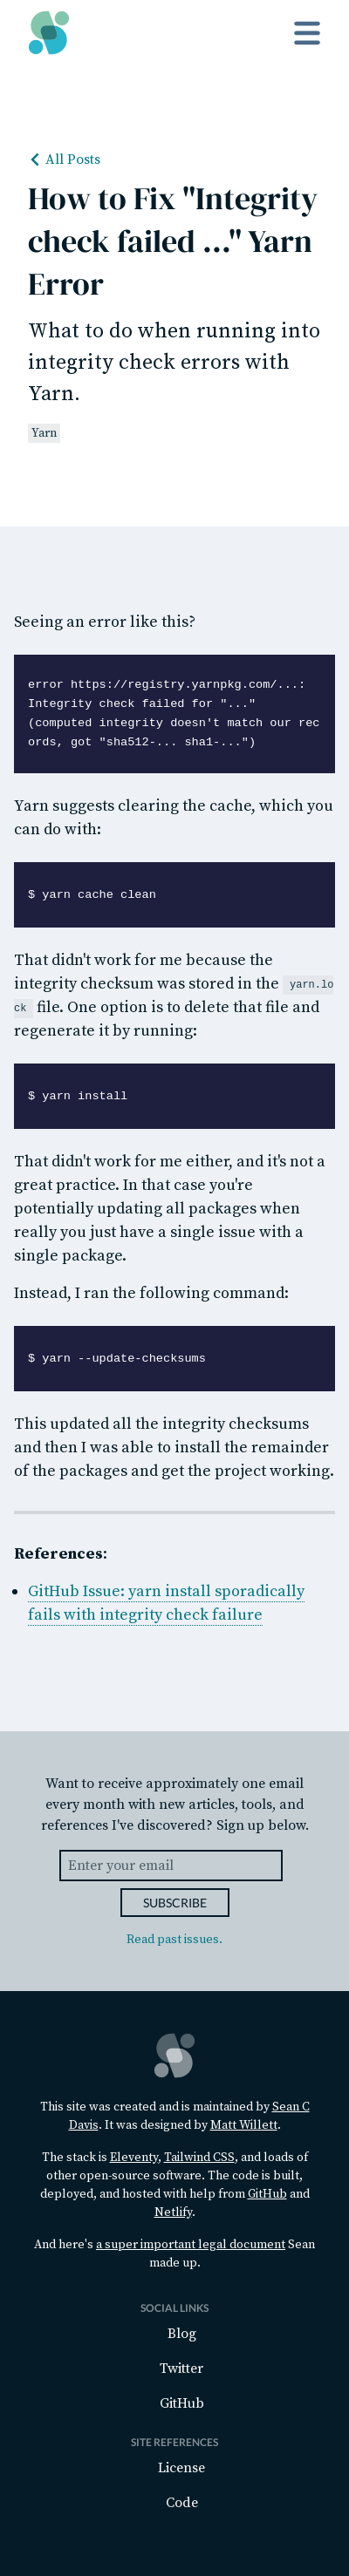 All Posts
How to Fix "Integrity
check failed ..." Yarn
Error
What to do when running into
integrity check errors with
Yarn.
Yarn
Seeing an error like this?
error https://registry.yarnpkg.com/...:
Integrity check failed for "..."
(computed integrity doesn't match our rec
ords, got "sha512-... sha1-...")
Yarn suggests clearing the cache, which you
can do with:
$ yarn cache clean
That didn't work for me because the
integrity checksum was stored in the yarn.lo
ck file. One option is to delete that file and
regenerate it by running:
$ yarn install
That didn't work for me either, and it's not a
great practice. In that case you're
potentially updating all packages when
really you just have a single issue with a
single package.
Instead, I ran the following command:
$ yarn --update-checksums
This updated all the integrity checksums
and then I was able to install the remainder
of the packages and get the project working.
References:
GitHub Issue: yarn install sporadically
fails with integrity check failure
Want to receive approximately one email
every month with new articles, tools, and
references I've discovered? Sign up below.
Enter your email
SUBSCRIBE
Read past issues.
This site was created and is maintained by Sean C
Davis. It was designed by Matt Willett.
The stack is Eleventy, Tailwind CSS, and loads of
other open-source software. The code is built,
deployed, and hosted with help from GitHub and
Netlify.
And here's a super important legal document Sean
made up.
SOCIAL LINKS
Blog
Twitter
GitHub
SITE REFERENCES
License
Code